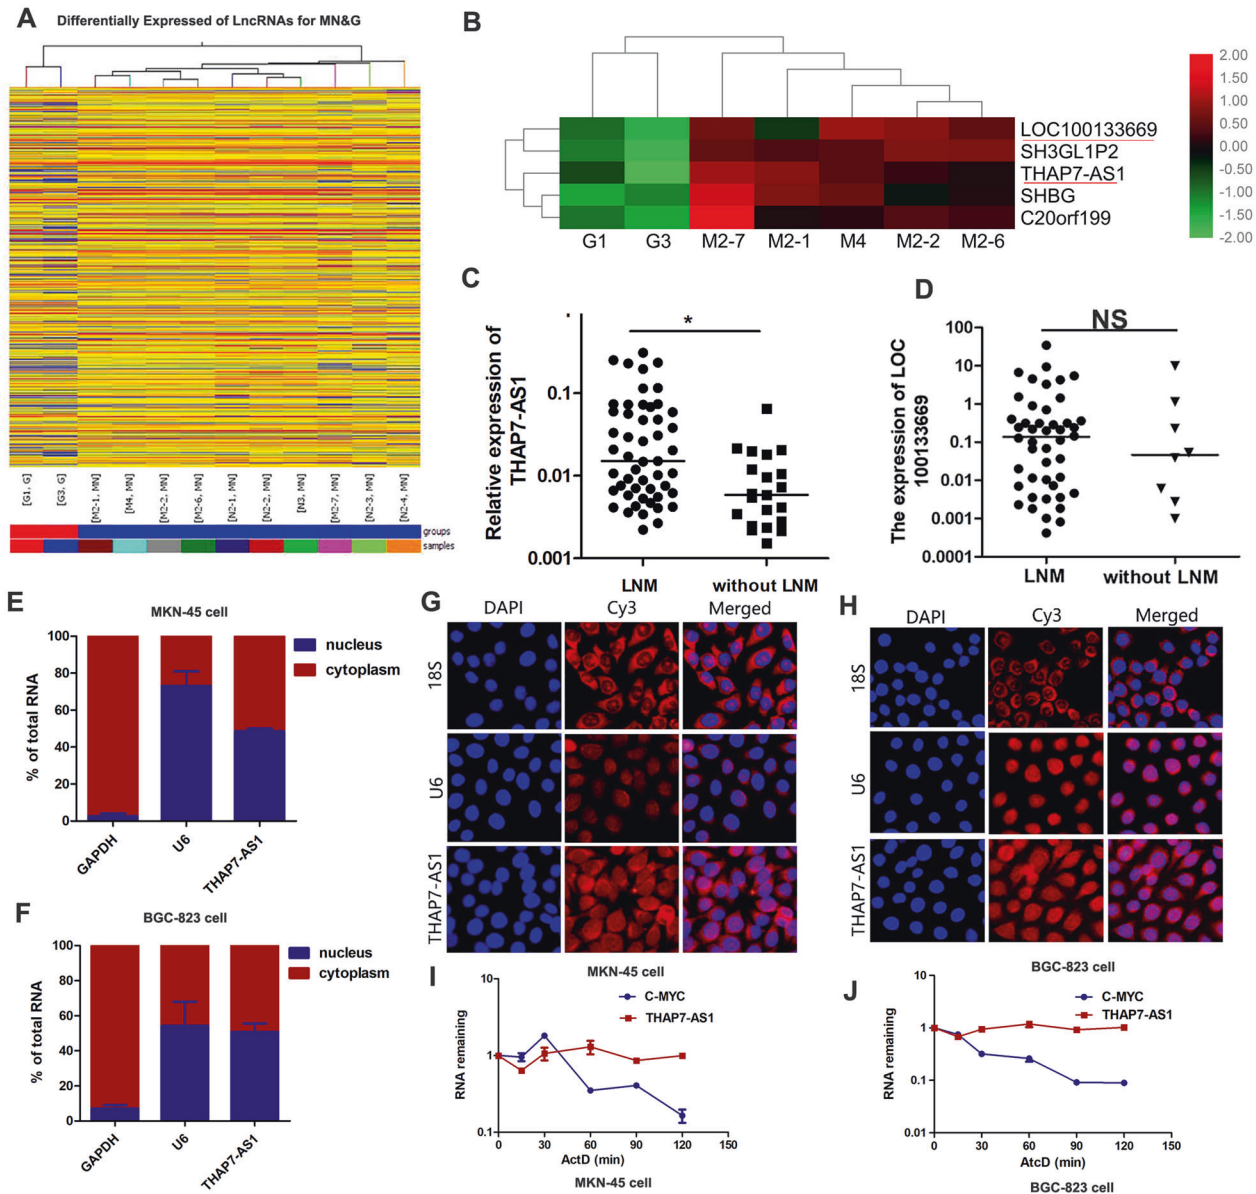 A
Differentially Expressed of LncRNAs for MN&G
[G1, G]
[G3, G]
[M2-1, MN]
[M4, MN]
[M2-2, MN]
[M2-6, MN]
[N2-1, MN]
[N2-2, MN]
[N3, MN]
[M2-7, MN]
[N2-3, MN]
[N2-4, MN]
groups
samples
B
LOC100133669
SH3GL1P2
THAP7-AS1
SHBG
C20orf199
G1 G3 M2-7 M2-1 M4 M2-2 M2-6
2.00
1.50
1.00
0.50
0.00
-0.50
-1.00
-1.50
-2.00
C
Relative expression of
THAP7-AS1
0.1
0.01
0.001
*
LNM without LNM
D
The expression of LOC
100133669
100
10
1
0.1
0.01
0.001
0.0001
NS
LNM without LNM
E
MKN-45 cell
% of total RNA
100
80
60
40
20
0
nucleus
cytoplasm
GAPDH
U6
THAP7-AS1
F
BGC-823 cell
% of total RNA
100
80
60
40
20
0
nucleus
cytoplasm
GAPDH
U6
THAP7-AS1
G
DAPI Cy3 Merged
18S
U6
THAP7-AS1
MKN-45 cell
H
DAPI Cy3 Merged
18S
U6
THAP7-AS1
BGC-823 cell
I
RNA remaining
10
1
0.1
C-MYC
THAP7-AS1
0 30 60 90 120 150
ActD (min)
MKN-45 cell
J
RNA remaining
10
1
0.1
0.01
C-MYC
THAP7-AS1
0 30 60 90 120 150
AtcD (min)
BGC-823 cell